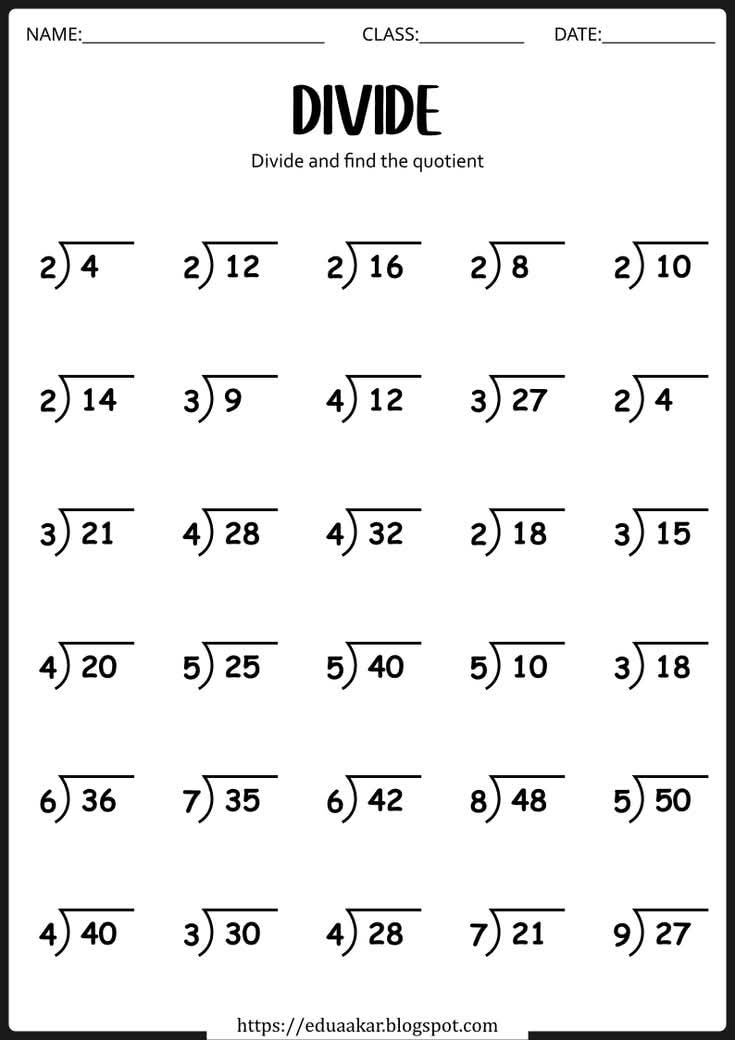 NAME:__________ CLASS:__________ DATE:__________
DIVIDE
Divide and find the quotient
2)4 2)12 2)16 2)8 2)10
2)14 3)9 4)12 3)27 2)4
3)21 4)28 4)32 2)18 3)15
4)20 5)25 5)40 5)10 3)18
6)36 7)35 6)42 8)48 5)50
4)40 3)30 4)28 7)21 9)27
https://eduaakar.blogspot.com